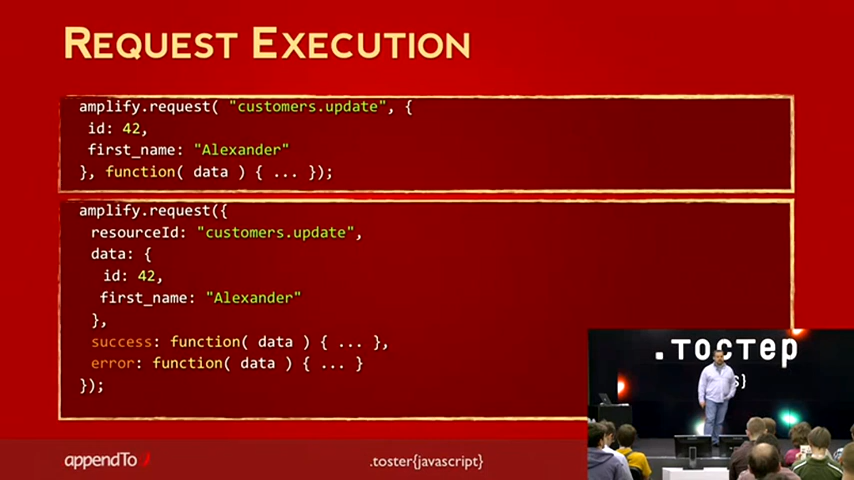 REQUEST EXECUTION
amplify.request( "customers.update", {
id: 42,
first_name: "Alexander"
}, function( data ) { ... });
amplify.request({
resourceId: "customers.update",
data: {
id: 42,
first_name: "Alexander"
},
success: function( data ) { ... },
error: function( data ) { ... }
});
.тостер
s}
appendTo
.toster{javascript}